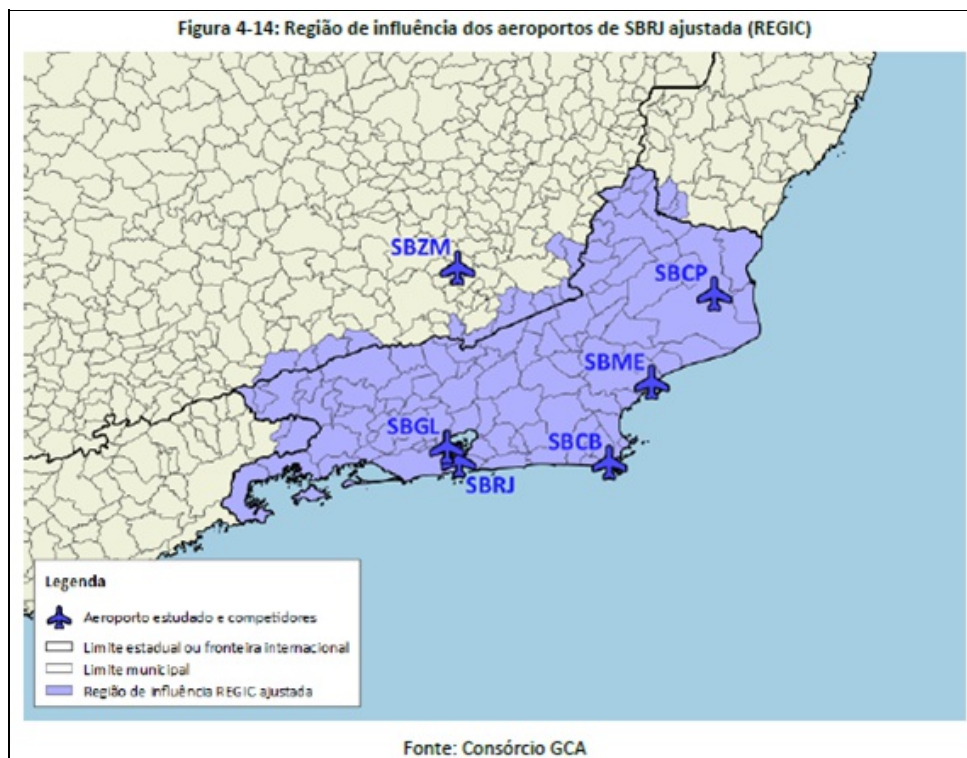 Figura 4-14: Região de influência dos aeroportos de SBRJ ajustada (REGIC)
SBZM
SBCP
SBME
SBGL
SBCB
SBRJ
Legenda
Aeroporto estudado e competidores
Limite estadual ou fronteira internacional
Limite municipal
Região de influência REGIC ajustada
Fonte: Consórcio GCA